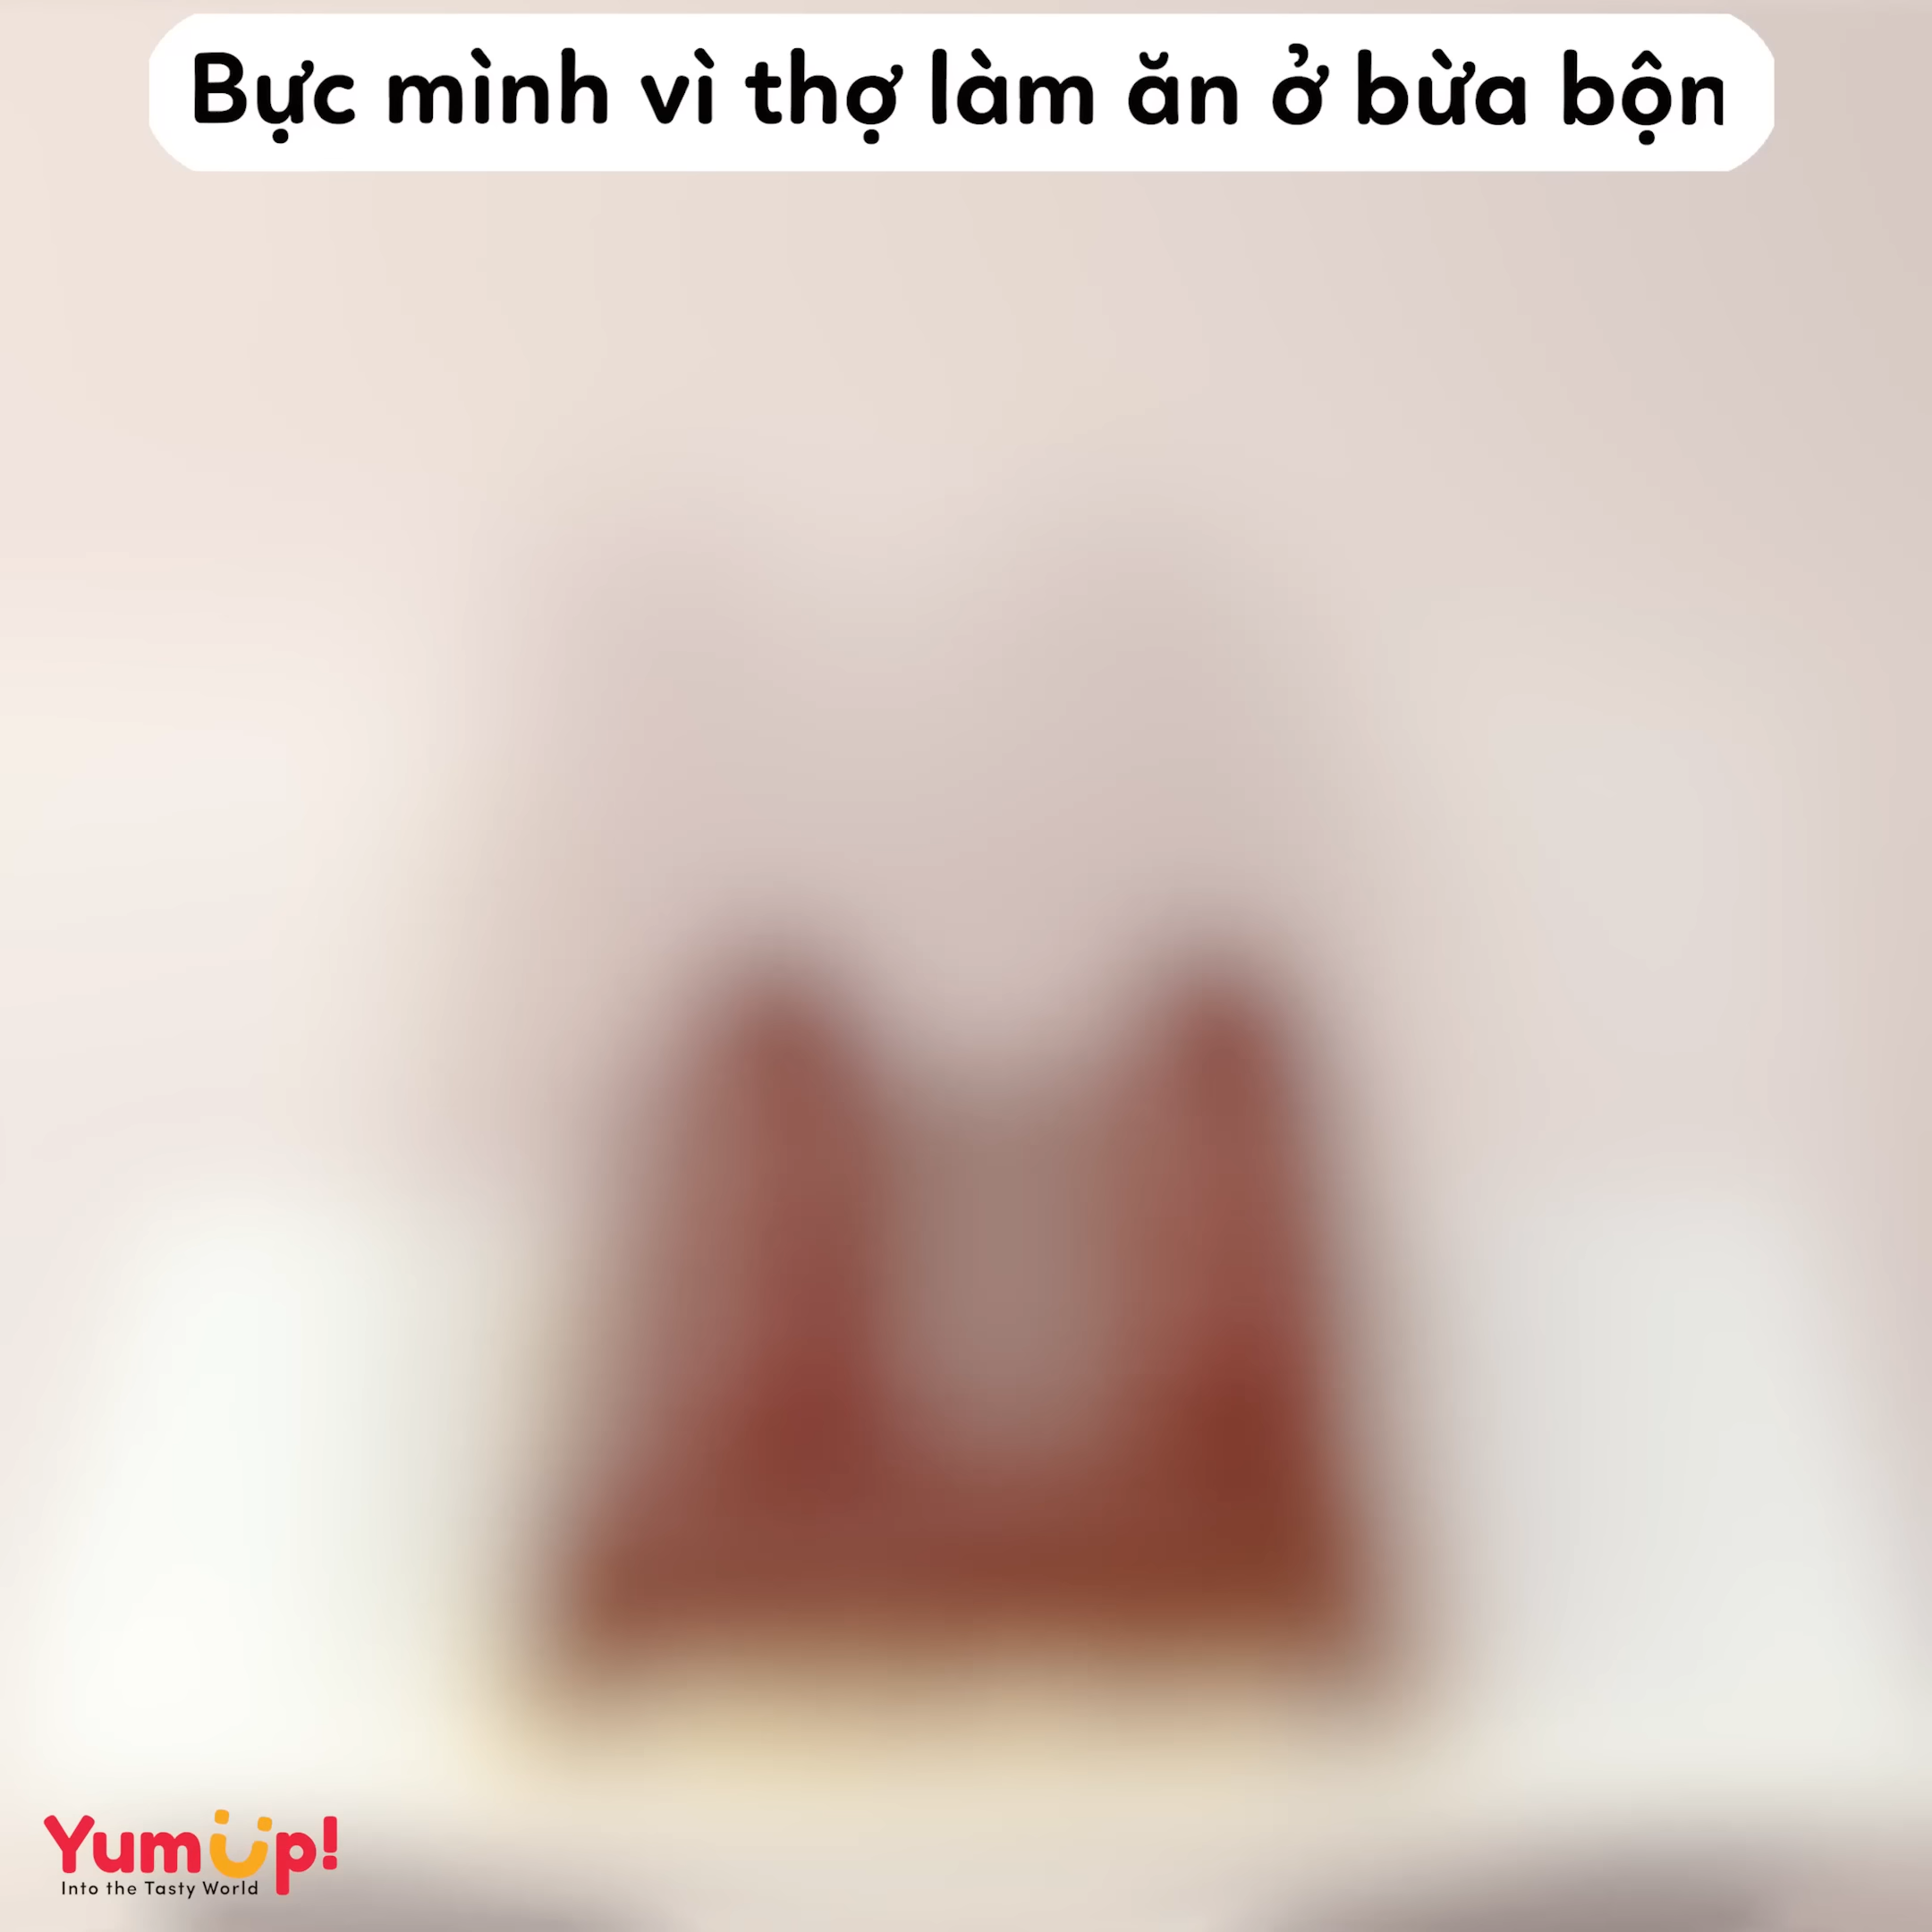 Bực mình vì thợ làm ăn ở bừa bộn
YumUp!
Into the Tasty World